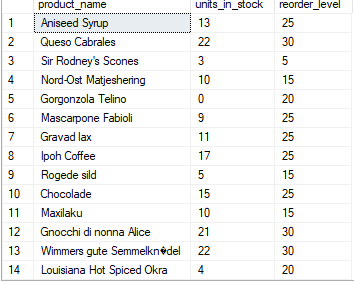 product_name units_in_stock reorder_level
1 Aniseed Syrup 13 25
2 Queso Cabrales 22 30
3 Sir Rodney's Scones 3 5
4 Nord-Ost Matjeshering 10 15
5 Gorgonzola Telino 0 20
6 Mascarpone Fabioli 9 25
7 Gravad lax 11 25
8 Ipoh Coffee 17 25
9 Rogede sild 5 15
10 Chocolade 15 25
11 Maxilaku 10 15
12 Gnocchi di nonna Alice 21 30
13 Wimmers gute Semmelkn�del 22 30
14 Louisiana Hot Spiced Okra 4 20